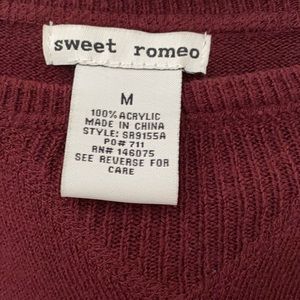 sweet romeo
M
100% ACRYLIC
MADE IN CHINA
STYLE: SR9155A
PO# 711
RN# 146075
SEE REVERSE FOR
CARE